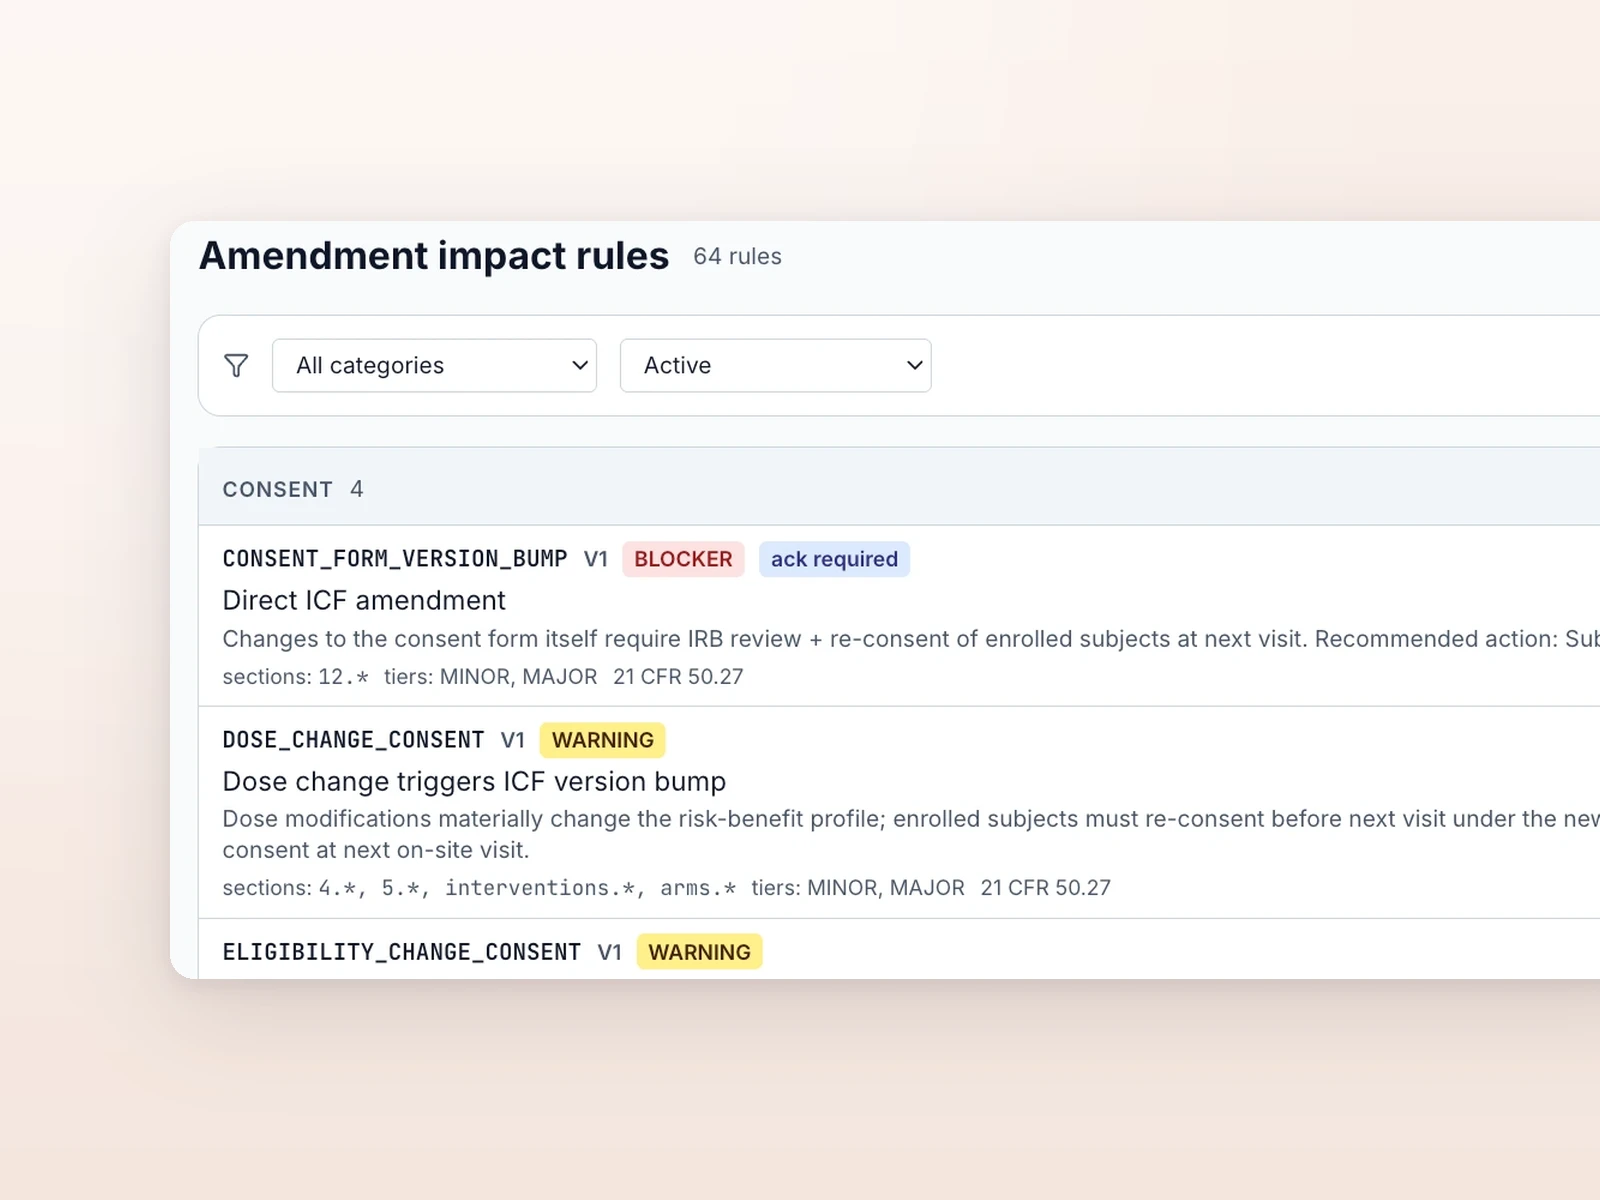 Amendment impact rules 64 rules
All categories Active
CONSENT 4
CONSENT_FORM_VERSION_BUMP V1 BLOCKER ack required
Direct ICF amendment
Changes to the consent form itself require IRB review + re-consent of enrolled subjects at next visit. Recommended action: Sub
sections: 12.* tiers: MINOR, MAJOR 21 CFR 50.27
DOSE_CHANGE_CONSENT V1 WARNING
Dose change triggers ICF version bump
Dose modifications materially change the risk-benefit profile; enrolled subjects must re-consent before next visit under the new
consent at next on-site visit.
sections: 4.*, 5.*, interventions.*, arms.* tiers: MINOR, MAJOR 21 CFR 50.27
ELIGIBILITY_CHANGE_CONSENT V1 WARNING